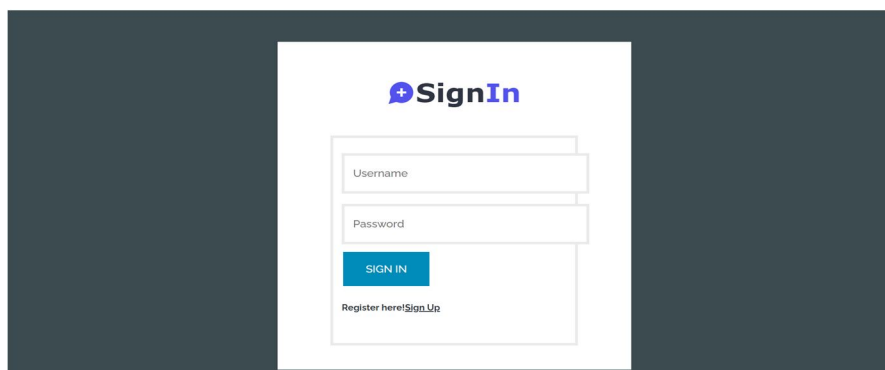 SignIn
Username
Password
SIGN IN
Register here!Sign Up